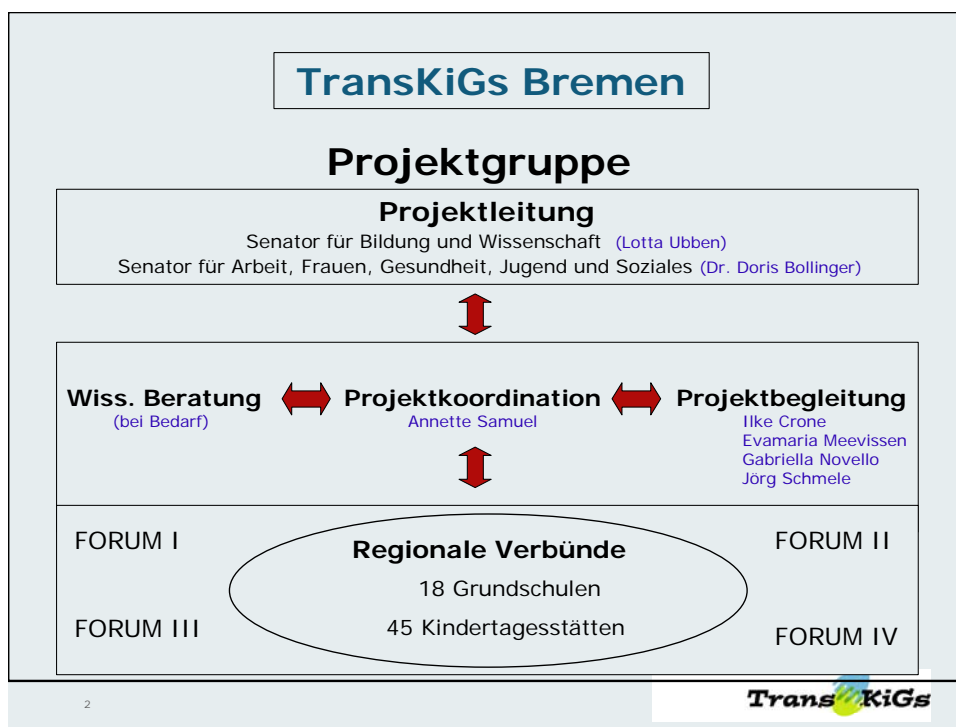 TransKiGs Bremen
Projektgruppe
Projektleitung
Senator für Bildung und Wissenschaft (Lotta Ubben)
Senator für Arbeit, Frauen, Gesundheit, Jugend und Soziales (Dr. Doris Bollinger)
Wiss. Beratung
(bei Bedarf)
Projektkoordination
Annette Samuel
Projektbegleitung
Ilke Crone
Evamaria Meevissen
Gabriella Novello
Jörg Schmele
FORUM I
FORUM II
Regionale Verbünde
18 Grundschulen
45 Kindertagesstätten
FORUM III
FORUM IV
2
Trans KiGs